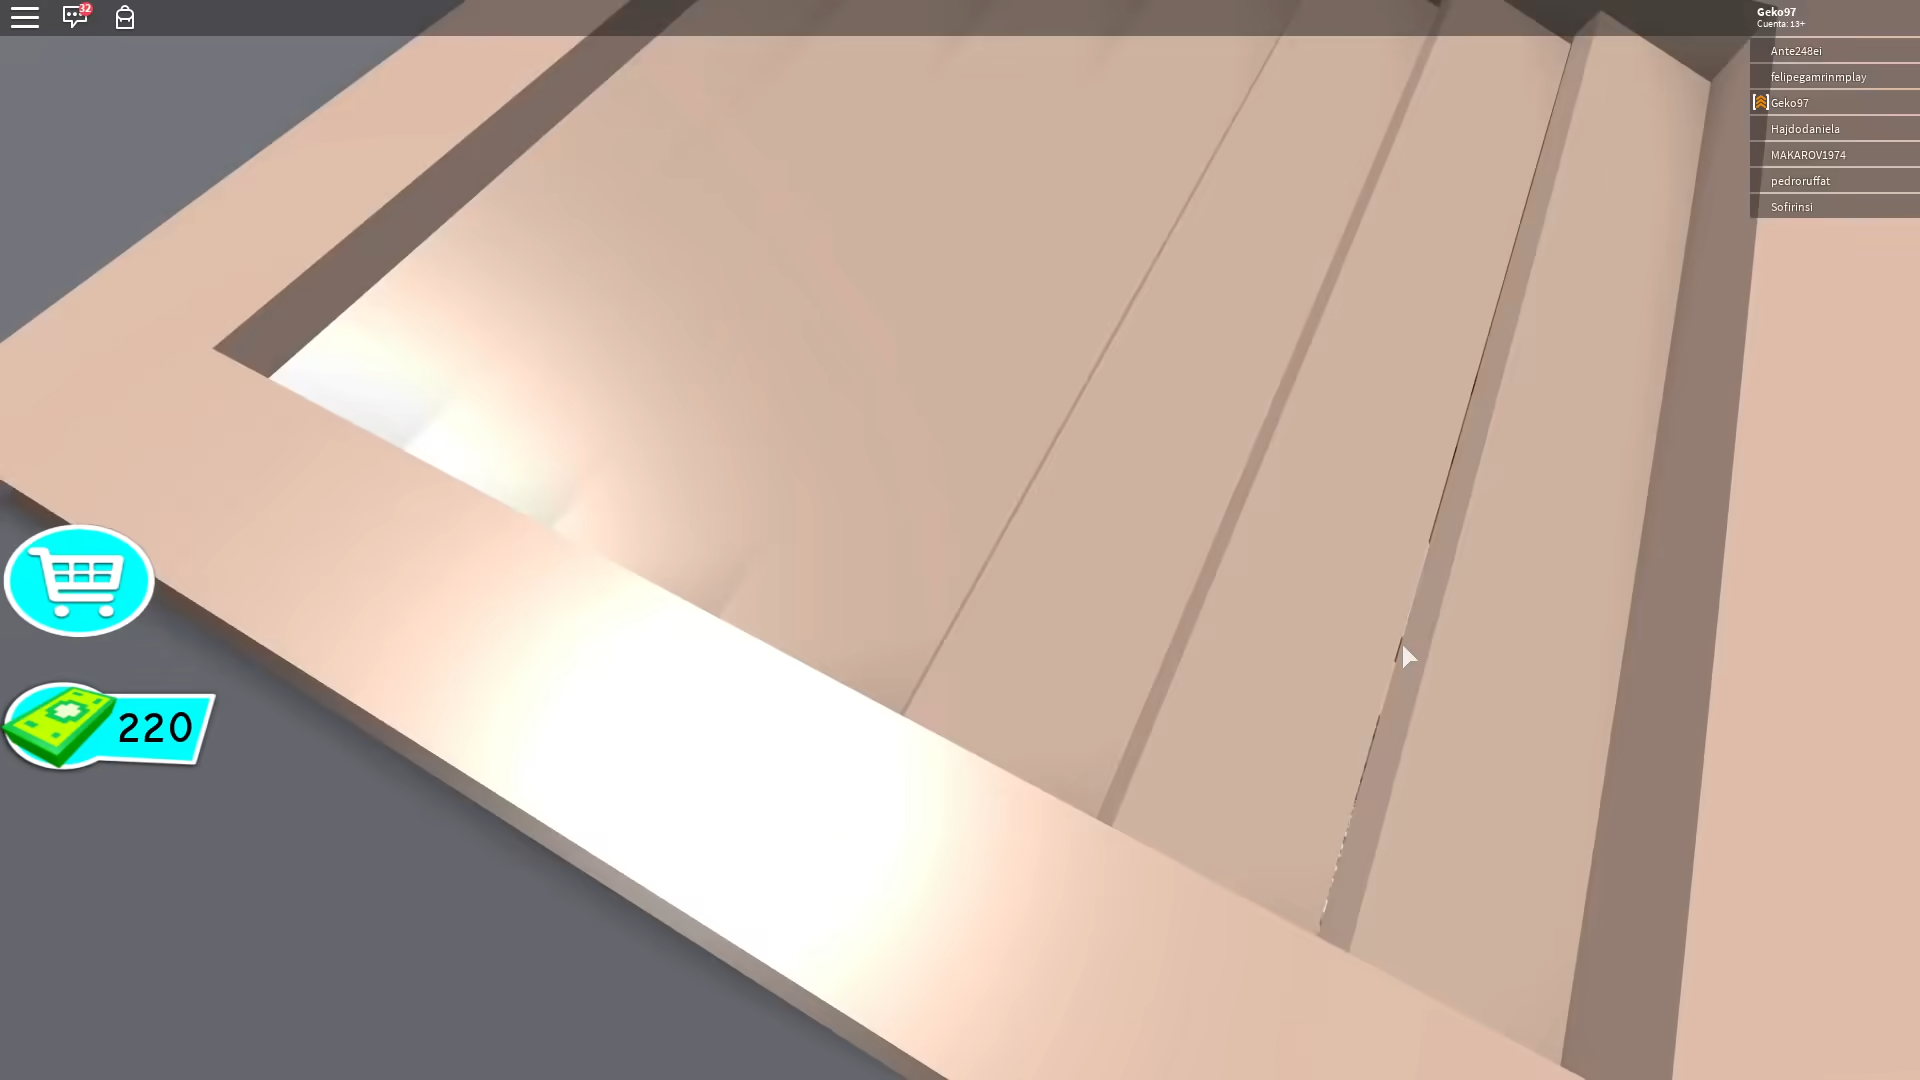 32
Geko97
Cuenta: 13+
Ante248ei
felipegamrinmplay
Geko97
Hajdodaniela
MAKAROV1974
pedroruffat
Sofirinsi
220